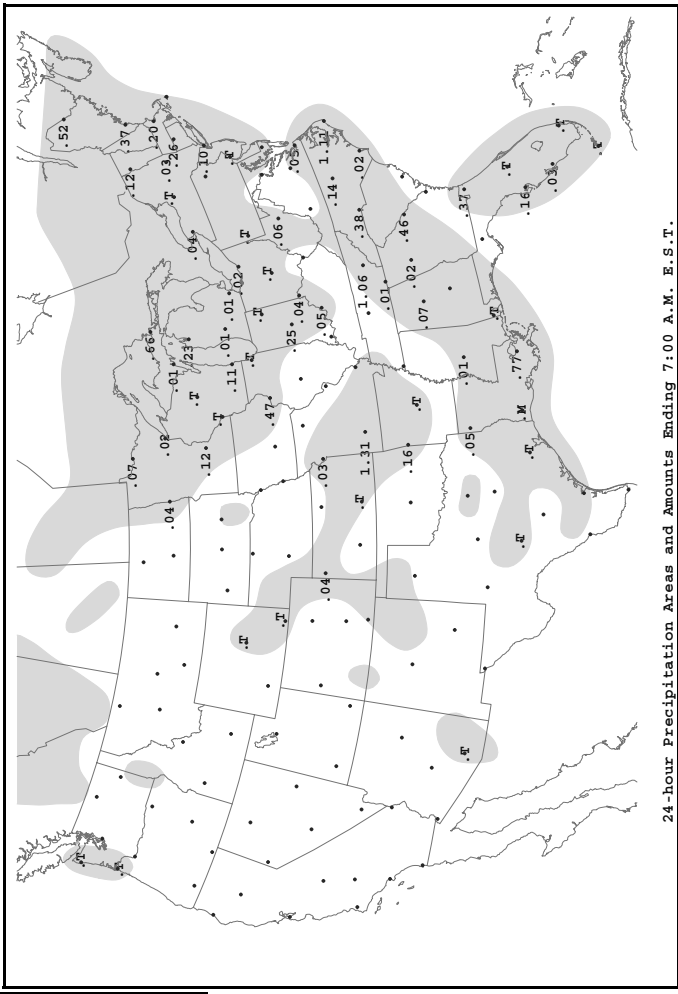 .52
T
T
.37
.12
.07
.66
.20
.02
.03
.04
T
.01
.26
.23
T
.04
.10
.12
T
.01
.01
T
.11
.02
T
T
T
T
T
.47
.06
T
.25
.05
.04
.05
.03
1.11
.04
.14
.38
.02
T
1.06
1.31
.01
.46
.16
.02
T
.07
.37
.01
T
.05
T
T
.77
T
M
.16
T
.03
T
T
24-hour Precipitation Areas and Amounts Ending 7:00 A.M. E.S.T.